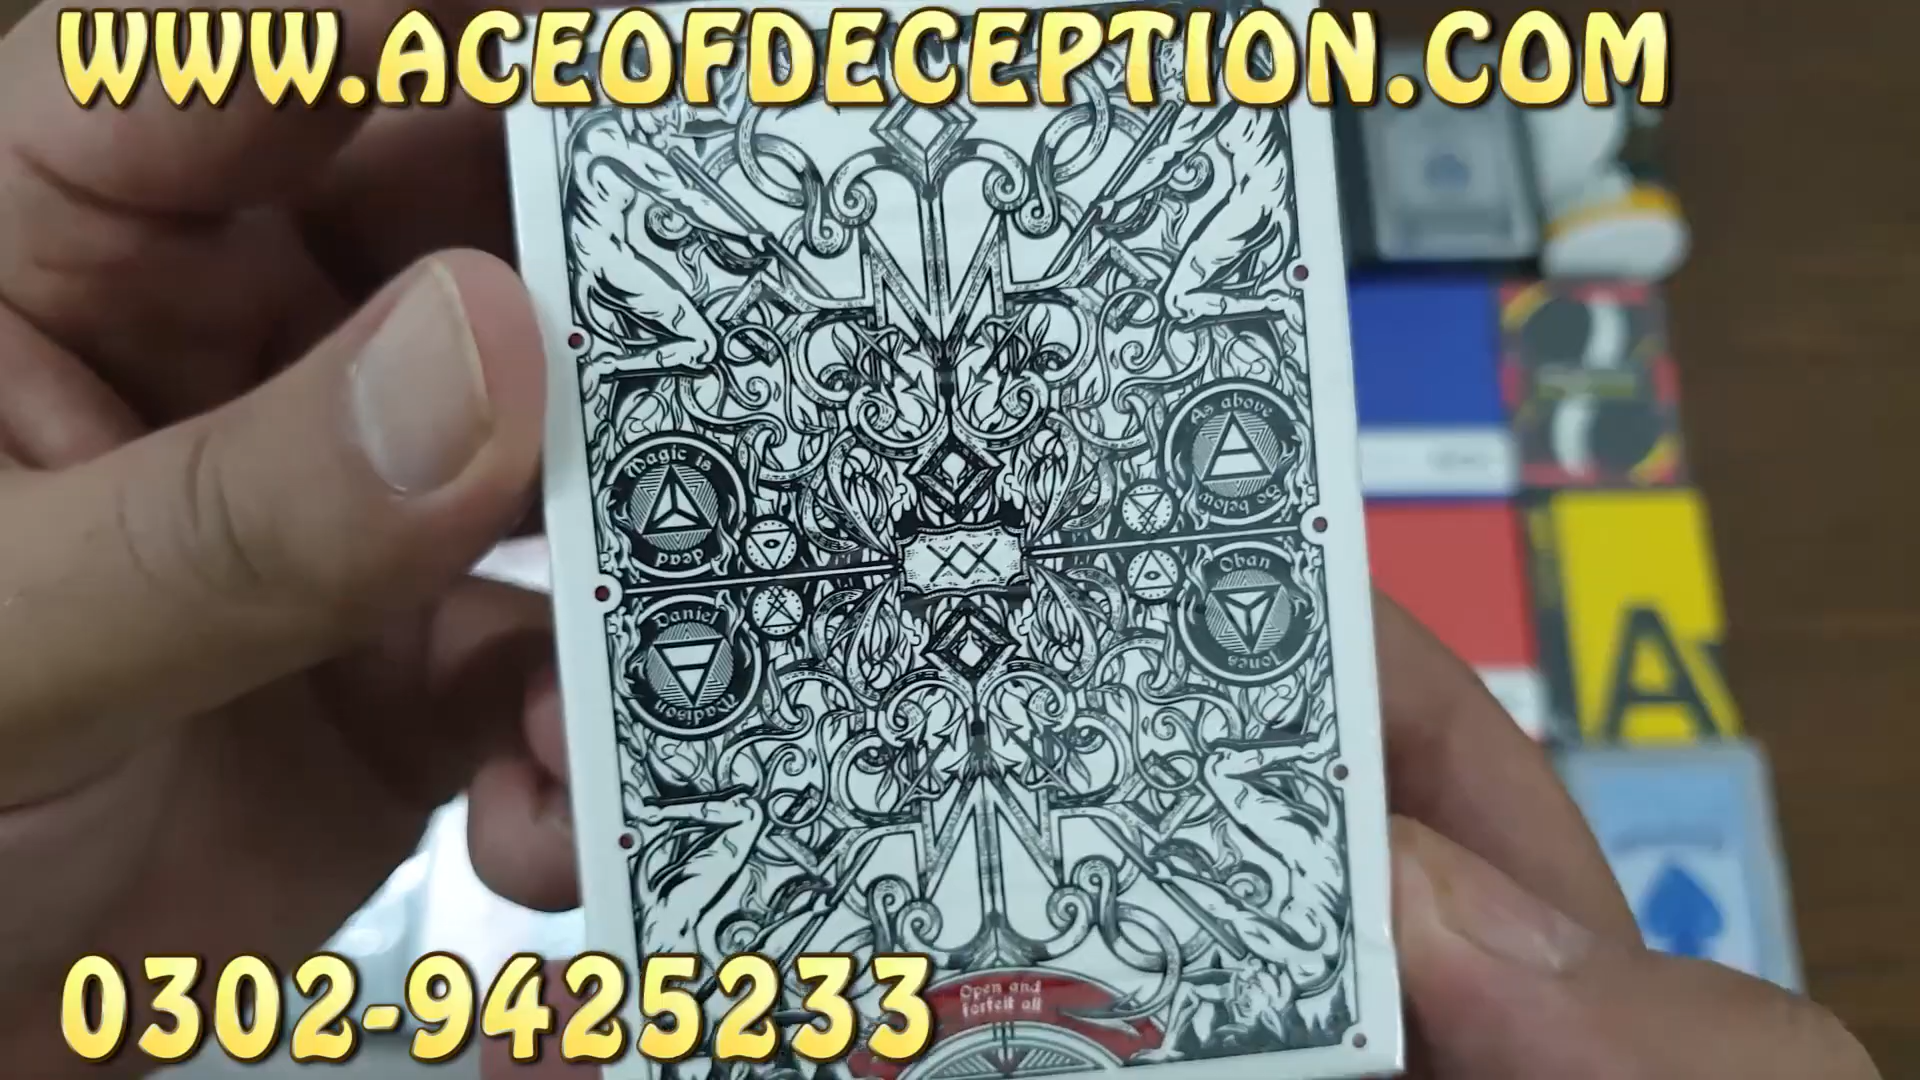 WWW.ACEOFDECEPTION.COM
As above
So below
Magic is
dead
Oban
Jones
Daniel
Madison
A
Open and
forfeit all
0302-9425233